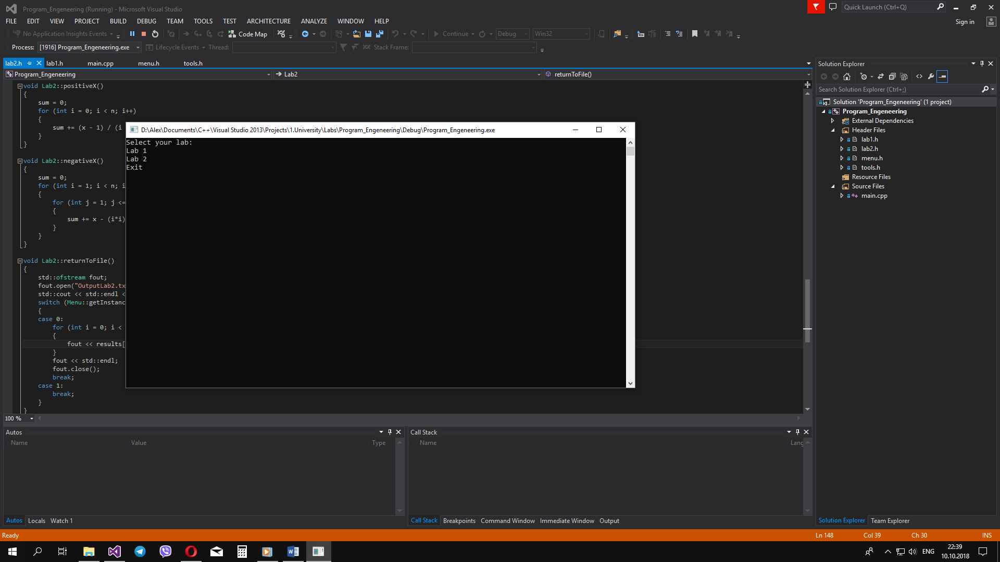 Program_Engeneering (Running) - Microsoft Visual Studio
Quick Launch (Ctrl+Q)
FILE EDIT VIEW PROJECT BUILD DEBUG TEAM TOOLS TEST ARCHITECTURE ANALYZE WINDOW HELP
Sign in
No Application Insights Events
Code Map
Continue
Debug
Win32
Process: [1916] Program_Engeneering.exe
Lifecycle Events
Thread:
Stack Frame:
lab2.h lab1.h main.cpp menu.h tools.h
Program_Engeneering
Lab2
returnToFile()
void Lab2::positiveX()
{
sum = 0;
for (int i = 0; i < n; i++)
{
sum += (x - 1) / (i
}
}
void Lab2::negativeX()
{
sum = 0;
for (int i = 1; i < n; i
{
for (int j = 1; j <=
{
sum += x - (i*i)
}
}
}
void Lab2::returnToFile()
{
std::ofstream fout;
fout.open("OutputLab2.tx
std::cout << std::endl <
switch (Menu::getInstanc
{
case 0:
for (int i = 0; i <
{
fout << results[
}
fout << std::endl;
fout.close();
break;
case 1:
break;
}
}
100 %
D:\Alex\Documents\C++\Visual Studio 2013\Projects\1.University\Labs\Program_Engeneering\Debug\Program_Engeneering.exe
Select your lab:
Lab 1
Lab 2
Exit
Solution Explorer
Search Solution Explorer (Ctrl+;)
Solution 'Program_Engeneering' (1 project)
Program_Engeneering
External Dependencies
Header Files
lab1.h
lab2.h
menu.h
tools.h
Resource Files
Source Files
main.cpp
Autos
Name Value Type
Autos Locals Watch 1
Call Stack
Name Lang
Call Stack Breakpoints Command Window Immediate Window Output
Solution Explorer Team Explorer
Ready
Ln 148 Col 39 Ch 30 INS
ENG
22:39
10.10.2018